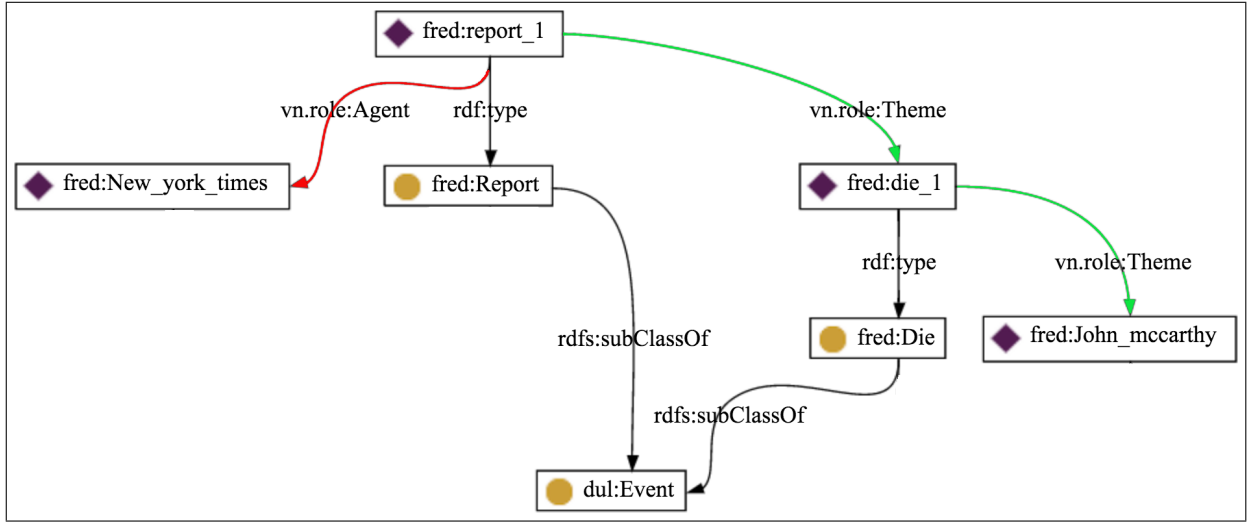 fred:report_1
vn.role:Agent
rdf:type
vn.role:Theme
fred:New_york_times
fred:Report
fred:die_1
rdf:type
vn.role:Theme
rdfs:subClassOf
fred:Die
fred:John_mccarthy
rdfs:subClassOf
dul:Event